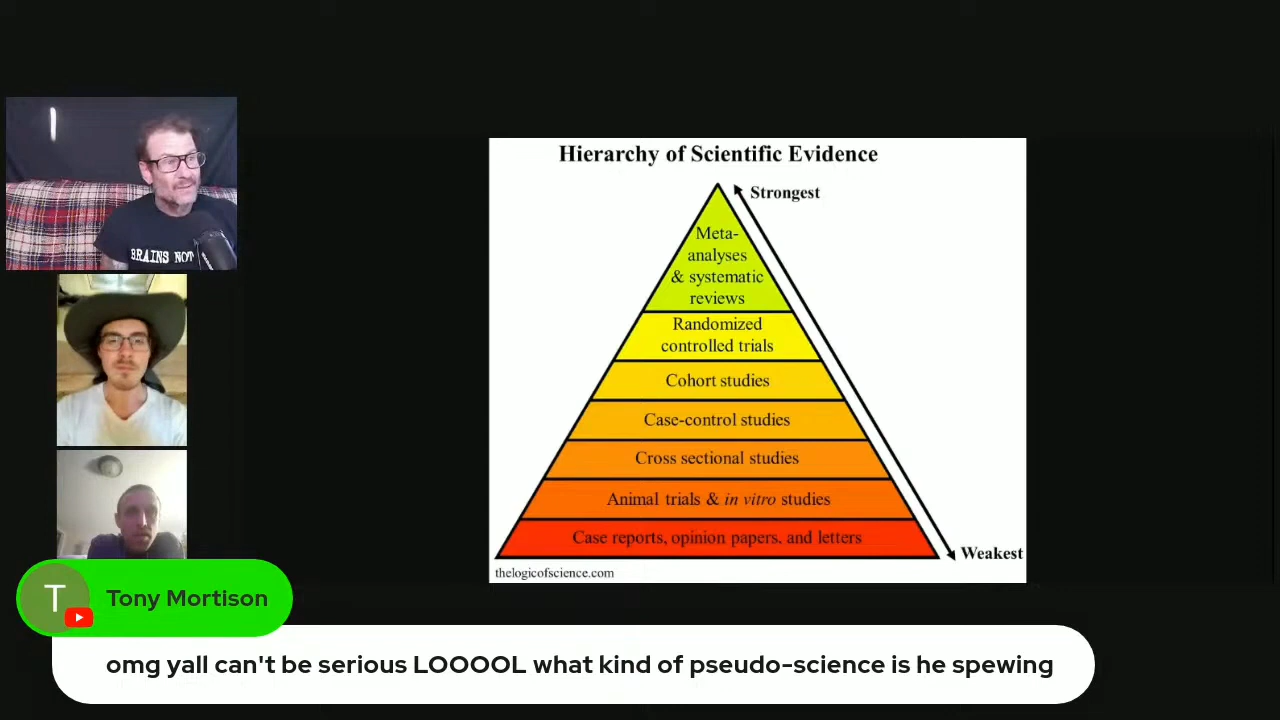 BRAINS NOT
Hierarchy of Scientific Evidence
Strongest
Meta-
analyses
& systematic
reviews
Randomized
controlled trials
Cohort studies
Case-control studies
Cross sectional studies
Animal trials & in vitro studies
Case reports, opinion papers, and letters
Weakest
thelogicofscience.com
T
Tony Mortison
omg yall can't be serious LOOOOL what kind of pseudo-science is he spewing